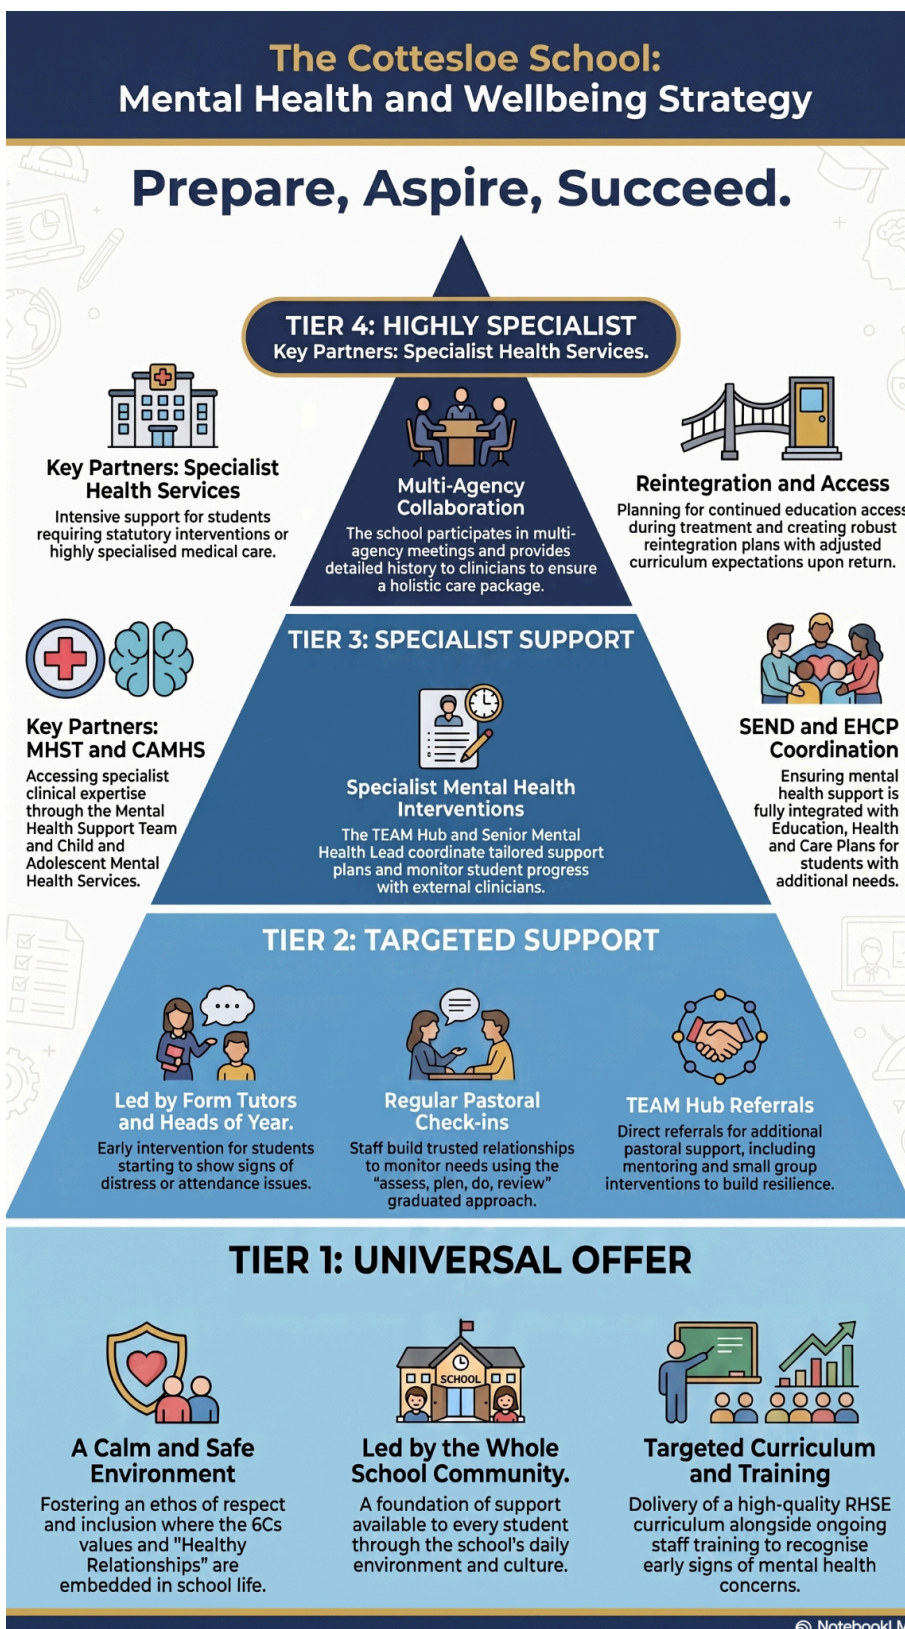 The Cottesloe School:
Mental Health and Wellbeing Strategy
Prepare, Aspire, Succeed.
TIER 4: HIGHLY SPECIALIST
Key Partners: Specialist Health Services.
Key Partners: Specialist
Health Services
Intensive support for students
requiring statutory interventions or
highly specialised medical care.
Multi-Agency
Collaboration
The school participates in multi-
agency meetings and provides
detailed history to clinicians to ensure
a holistic care package.
Reintegration and Access
Planning for continued education access
during treatment and creating robust
reintegration plans with adjusted
curriculum expectations upon return.
TIER 3: SPECIALIST SUPPORT
Key Partners:
MHST and CAMHS
Accessing specialist
clinical expertise
through the Mental
Health Support Team
and Child and
Adolescent Mental
Health Services.
Specialist Mental Health
Interventions
The TEAM Hub and Senior Mental
Health Lead coordinate tailored support
plans and monitor student progress
with external clinicians.
SEND and EHCP
Coordination
Ensuring mental
health support is
fully integrated with
Education, Health
and Care Plans for
students with
additional needs.
TIER 2: TARGETED SUPPORT
Led by Form Tutors
and Heads of Year.
Early intervention for students
starting to show signs of
distress or attendance issues.
Regular Pastoral
Check-ins
Staff build trusted relationships
to monitor needs using the
"assess, plen, do, review"
graduated approach.
TEAM Hub Referrals
Direct referrals for additional
pastoral support, including
mentoring and small group
interventions to build resilience.
TIER 1: UNIVERSAL OFFER
A Calm and Safe
Environment
Fostering an ethos of respect
and inclusion where the 6Cs
values and "Healthy
Relationships" are
embedded in school life.
SCHOOL
Led by the Whole
School Community.
A foundation of support
available to every student
through the school's daily
environment and culture.
Targeted Curriculum
and Training
Dolivery of a high-quality RHSE
curriculum alongside ongoing
staff training to recognise
early signs of mental health
concerns.